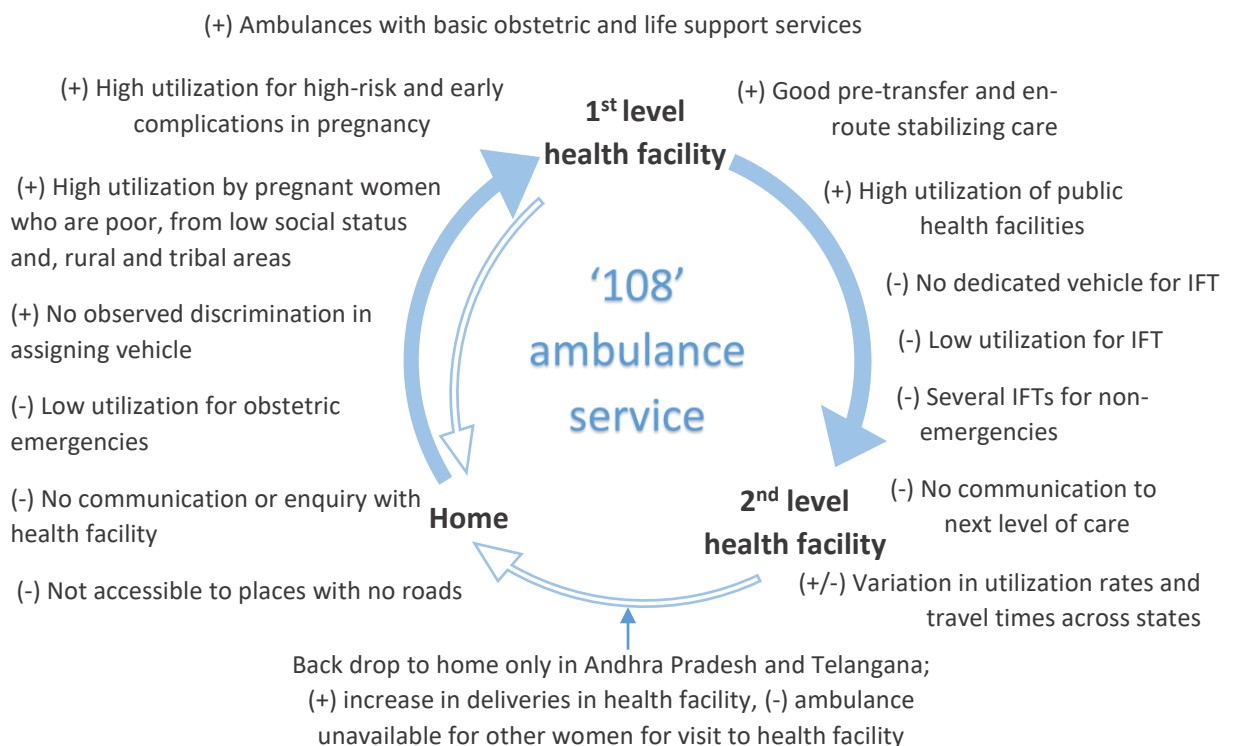 (+) Ambulances with basic obstetric and life support services
(+) High utilization for high-risk and early
complications in pregnancy
(+) High utilization by pregnant women
who are poor, from low social status
and, rural and tribal areas
(+) No observed discrimination in
assigning vehicle
(-) Low utilization for obstetric
emergencies
(-) No communication or enquiry with
health facility
(-) Not accessible to places with no roads
1st level
health facility
'108'
ambulance
service
Home
2nd level
health facility
(+) Good pre-transfer and en-
route stabilizing care
(+) High utilization of public
health facilities
(-) No dedicated vehicle for IFT
(-) Low utilization for IFT
(-) Several IFTs for non-
emergencies
(-) No communication to
next level of care
(+/-) Variation in utilization rates and
travel times across states
Back drop to home only in Andhra Pradesh and Telangana;
(+) increase in deliveries in health facility, (-) ambulance
unavailable for other women for visit to health facility